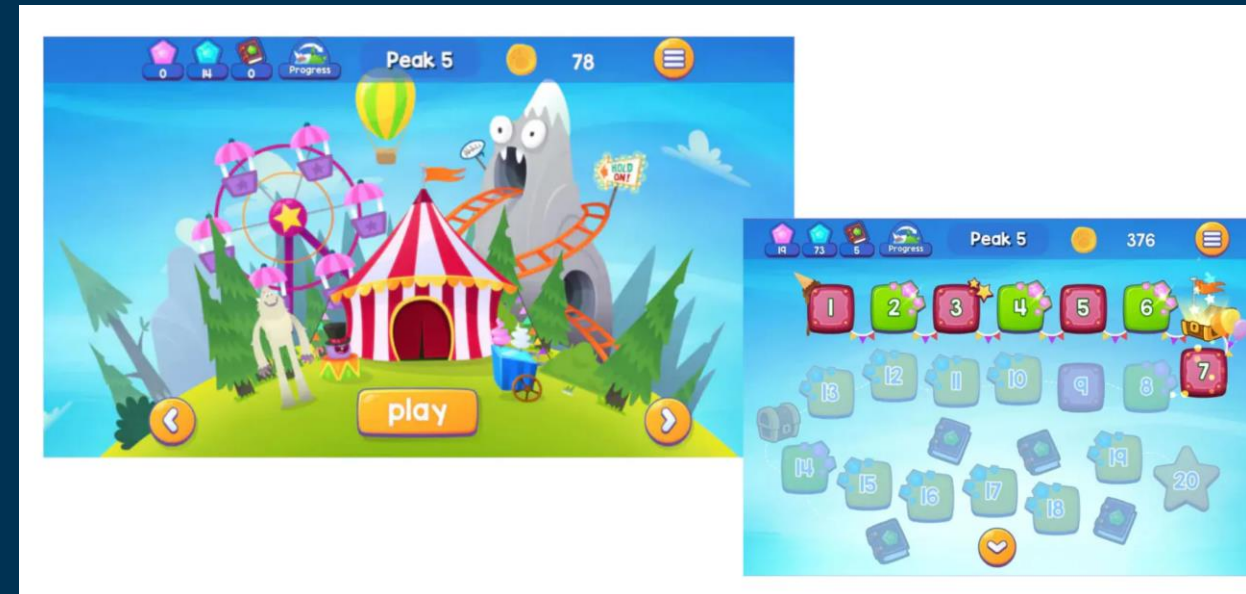 0 14 0 Progress Peak 5 78
HOLD
ON!
play
19 73 5 Progress Peak 5 376
1 2 3 4 5 6
7
13 12 11 10 9 8
14 15 16 17 18 19 20